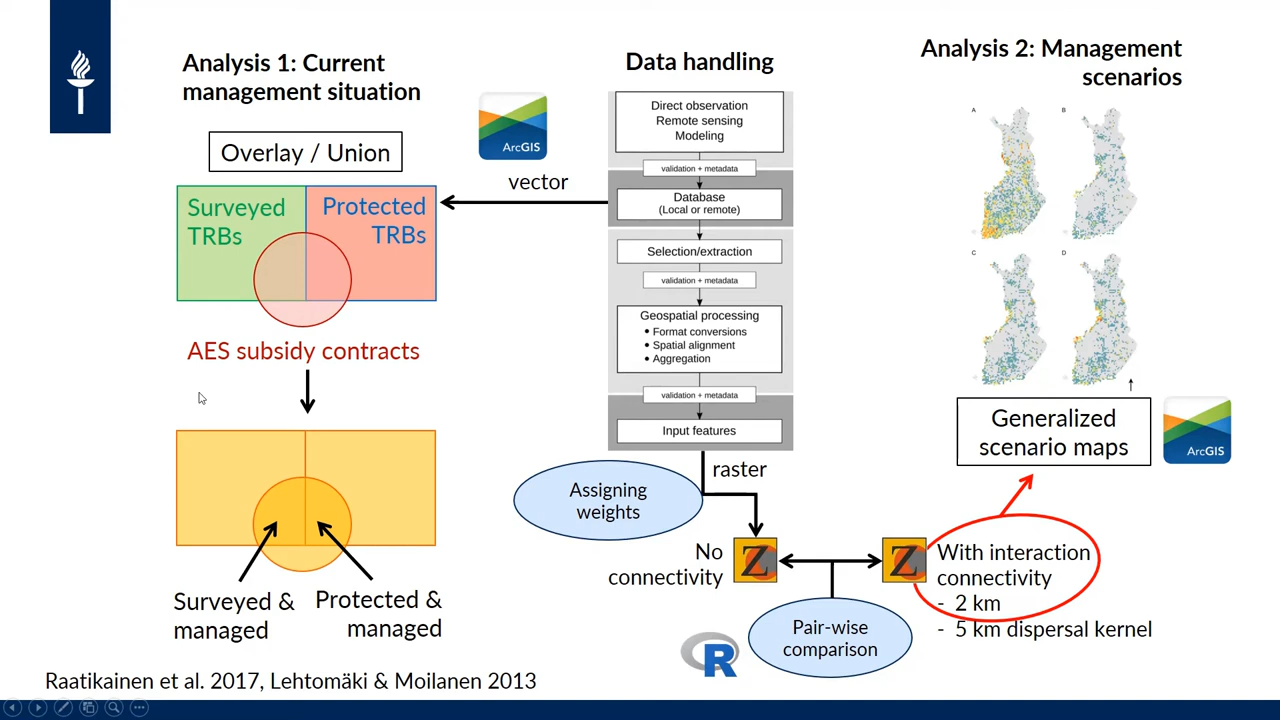 Analysis 1: Current
management situation
Overlay / Union
Surveyed
TRBs
Protected
TRBs
AES subsidy contracts
Surveyed &
managed
Protected &
managed
ArcGIS
vector
Data handling
Direct observation
Remote sensing
Modeling
validation + metadata
Database
(Local or remote)
Selection/extraction
validation + metadata
Geospatial processing
• Format conversions
• Spatial alignment
• Aggregation
validation + metadata
Input features
raster
Assigning
weights
No
connectivity
Z
Z
Pair-wise
comparison
R
With interaction
connectivity
- 2 km
- 5 km dispersal kernel
Analysis 2: Management
scenarios
A
B
C
D
Generalized
scenario maps
ArcGIS
Raatikainen et al. 2017, Lehtomäki & Moilanen 2013